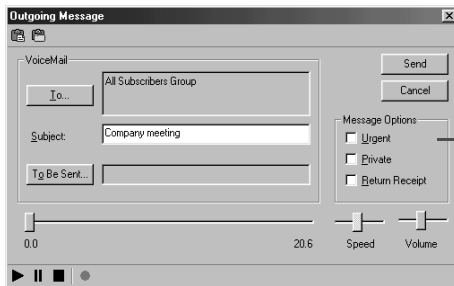 Outgoing Message
VoiceMail
To...
All Subscribers Group
Subject:
Company meeting
To Be Sent...
Send
Cancel
Message Options
Urgent
Private
Return Receipt
0.0
20.6
Speed
Volume